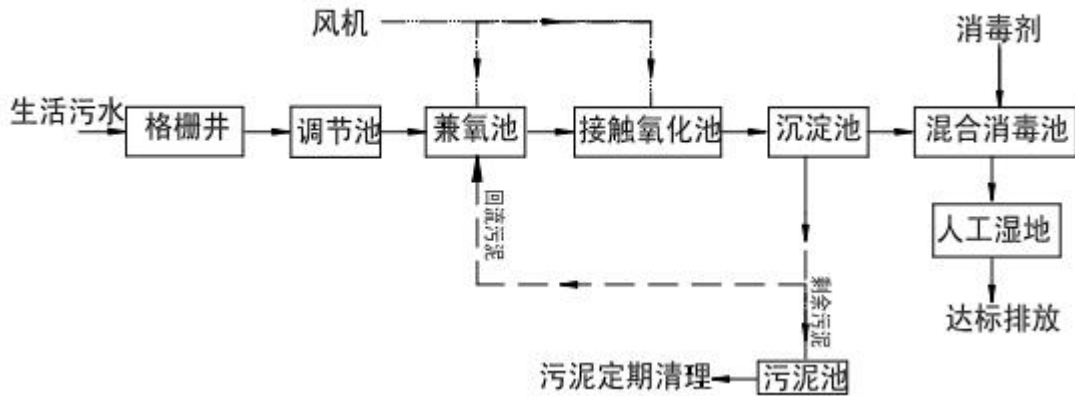 风机
消毒剂
生活污水
格栅井
调节池
兼氧池
接触氧化池
沉淀池
混合消毒池
回流污泥
人工湿地
剩余污泥
达标排放
污泥定期清理
污泥池